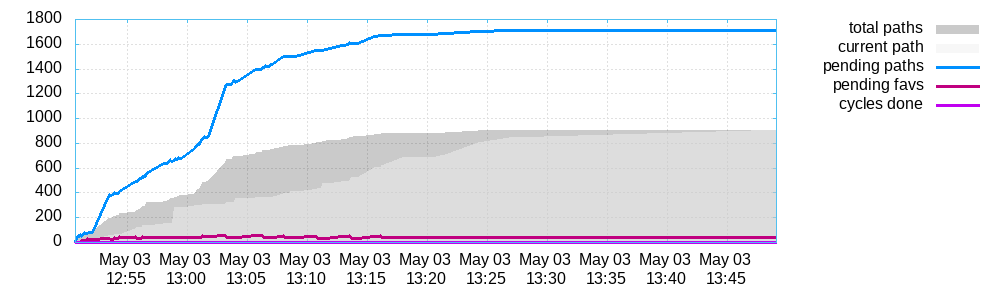 1800
1600
1400
1200
1000
800
600
400
200
0
May 03 May 03 May 03 May 03 May 03 May 03 May 03 May 03 May 03 May 03 May 03
12:55 13:00 13:05 13:10 13:15 13:20 13:25 13:30 13:35 13:40 13:45
total paths
current path
pending paths
pending favs
cycles done